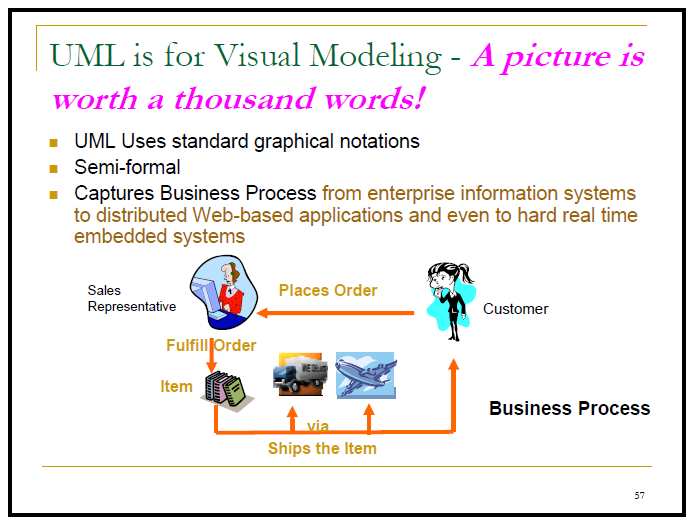 UML is for Visual Modeling - A picture is
worth a thousand words!
UML Uses standard graphical notations
Semi-formal
Captures Business Process from enterprise information systems
to distributed Web-based applications and even to hard real time
embedded systems
Sales
Representative
Places Order
Customer
Fulfill Order
Item
Business Process
via
Ships the Item
57